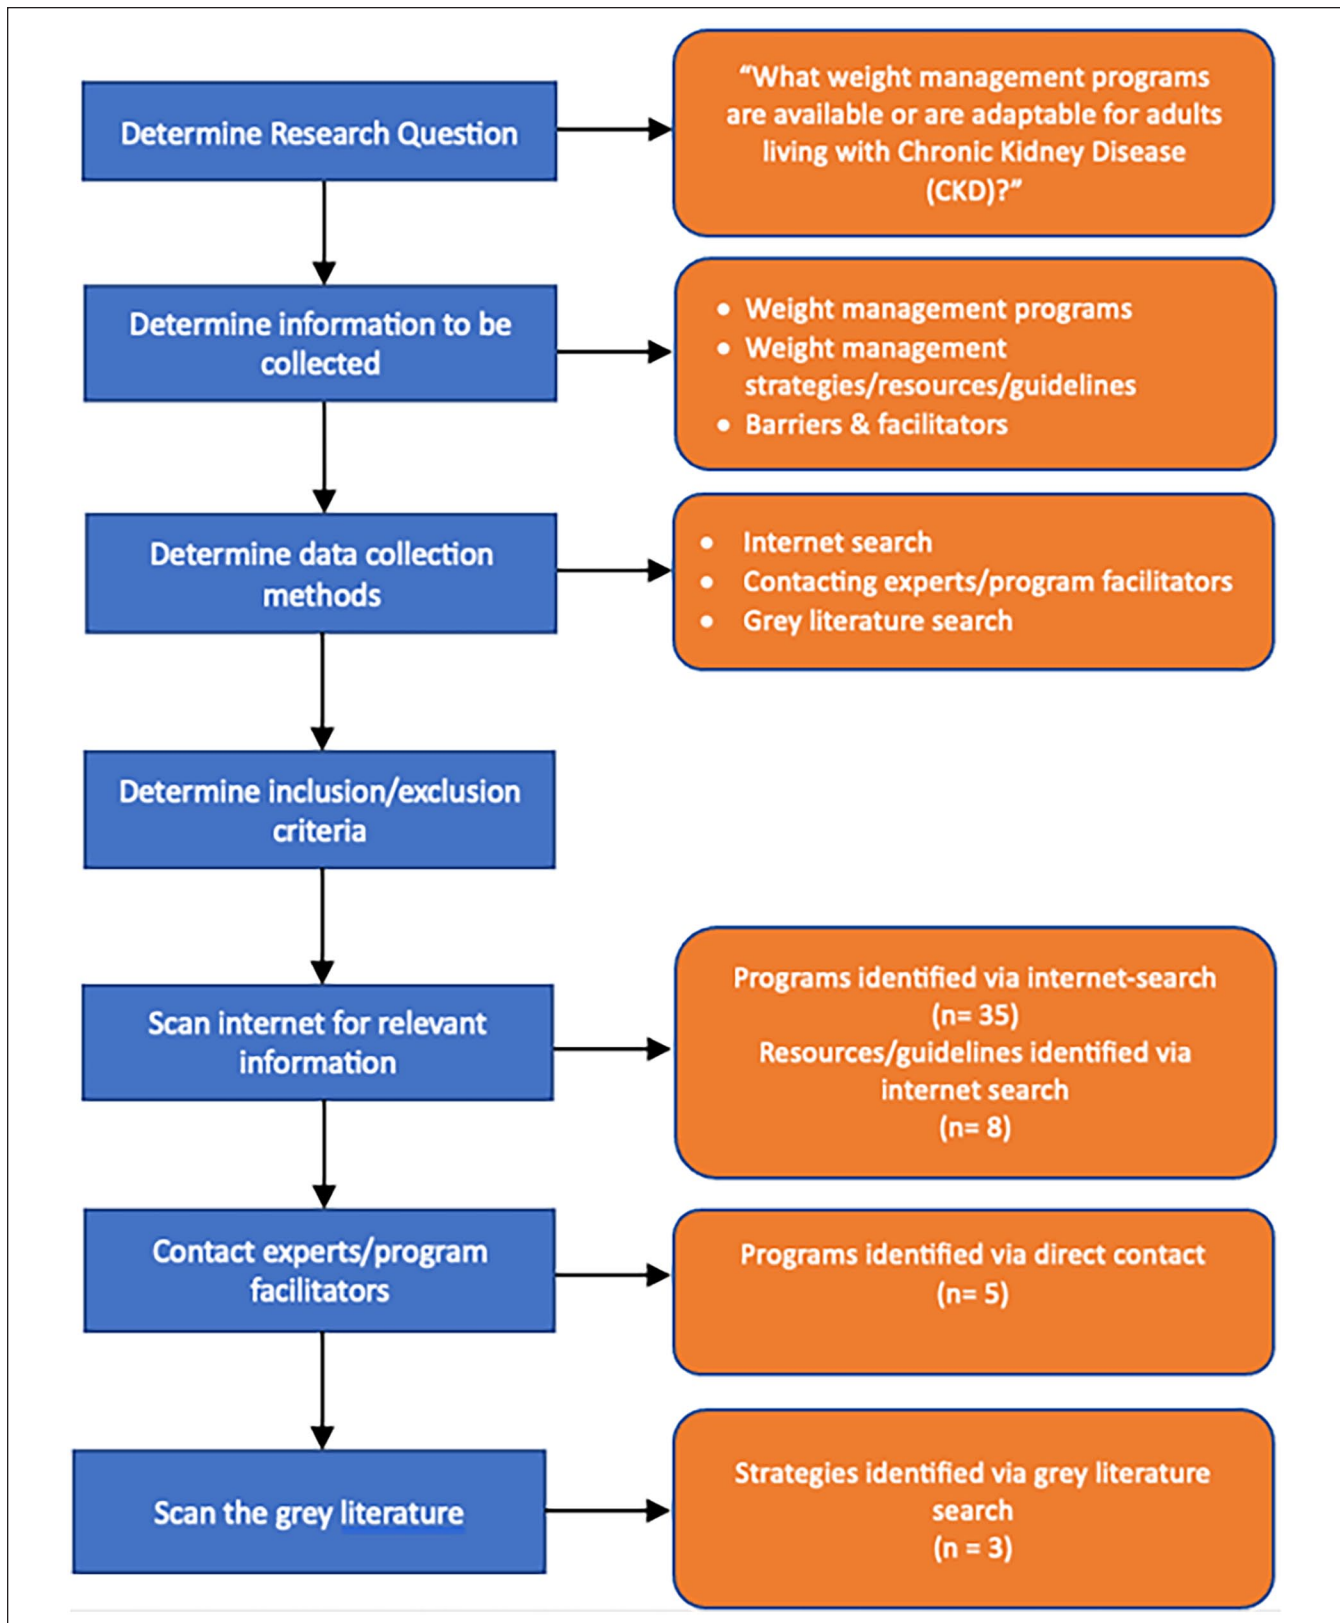 Determine Research Question
“What weight management programs
are available or are adaptable for adults
living with Chronic Kidney Disease
(CKD)?”
Determine information to be
collected
• Weight management programs
• Weight management
strategies/resources/guidelines
• Barriers & facilitators
Determine data collection
methods
• Internet search
• Contacting experts/program facilitators
• Grey literature search
Determine inclusion/exclusion
criteria
Scan internet for relevant
information
Programs identified via internet-search
(n= 35)
Resources/guidelines identified via
internet search
(n= 8)
Contact experts/program
facilitators
Programs identified via direct contact
(n= 5)
Scan the grey literature
Strategies identified via grey literature
search
(n = 3)